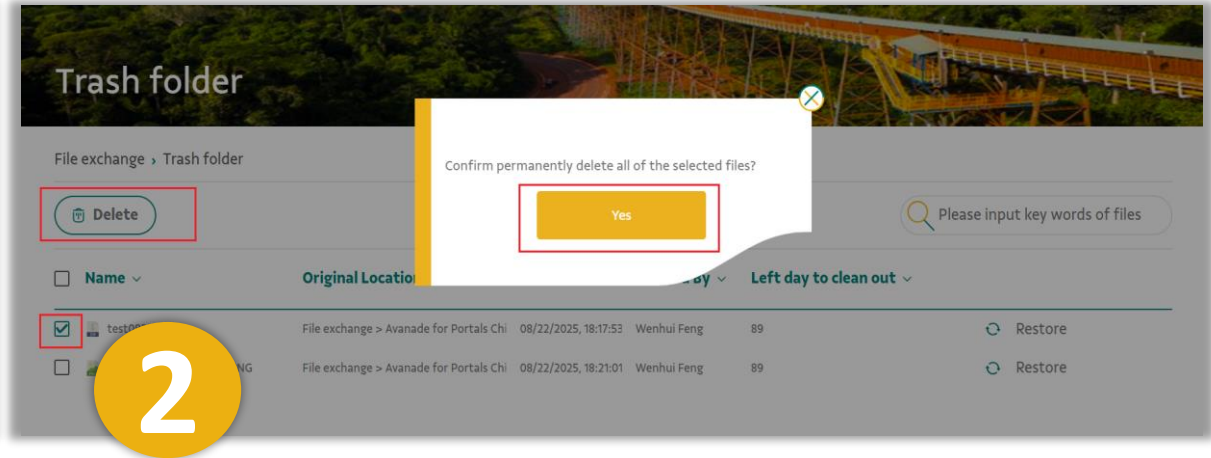 Trash folder
File exchange › Trash folder
Confirm permanently delete all of the selected files?
Yes
Delete
Please input key words of files
Name Original Location By Left day to clean out
File exchange > Avanade for Portals Chi 08/22/2025, 18:17:53 Wenhui Feng 89 Restore
NG File exchange > Avanade for Portals Chi 08/22/2025, 18:21:01 Wenhui Feng 89 Restore
2